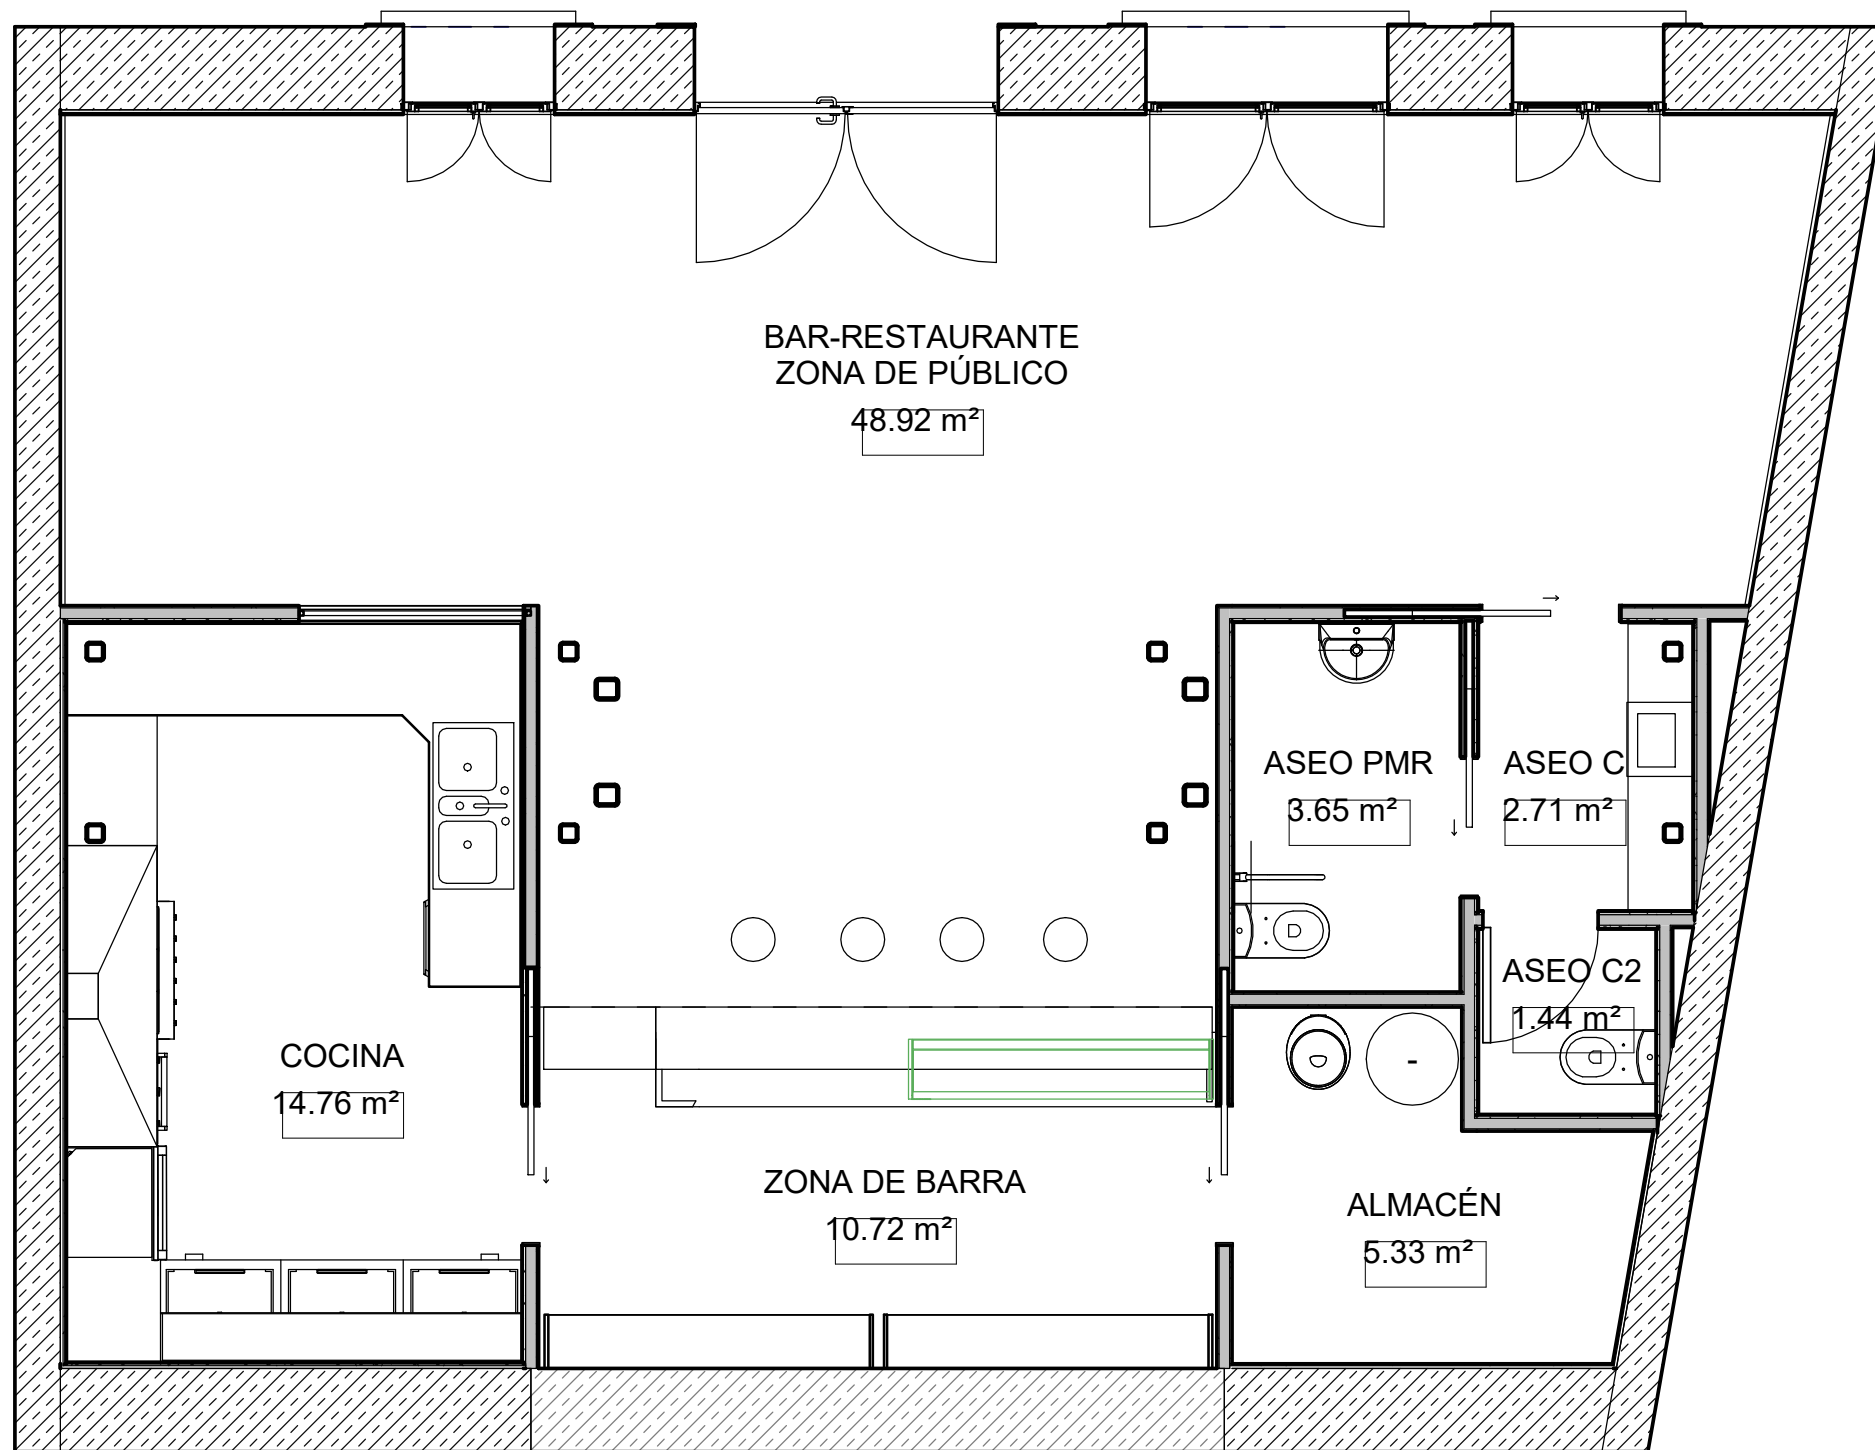 BAR-RESTAURANTE
ZONA DE PÚBLICO
48.92 m²
ASEO PMR
3.65 m²
ASEO C
2.71 m²
ASEO C2
1.44 m²
COCINA
14.76 m²
ZONA DE BARRA
10.72 m²
ALMACÉN
5.33 m²